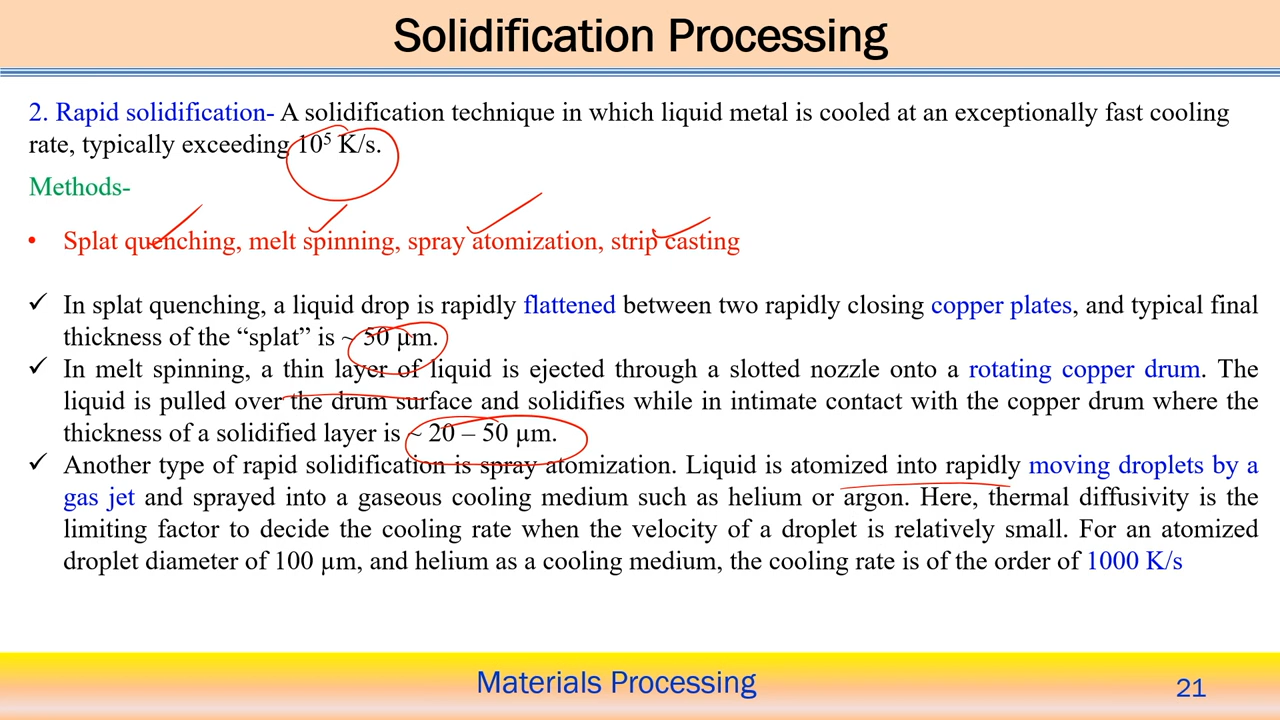 Solidification Processing
2. Rapid solidification- A solidification technique in which liquid metal is cooled at an exceptionally fast cooling
rate, typically exceeding 10⁵ K/s.
Methods-
• Splat quenching, melt spinning, spray atomization, strip casting
✓ In splat quenching, a liquid drop is rapidly flattened between two rapidly closing copper plates, and typical final
thickness of the “splat” is ~ 50 µm.
✓ In melt spinning, a thin layer of liquid is ejected through a slotted nozzle onto a rotating copper drum. The
liquid is pulled over the drum surface and solidifies while in intimate contact with the copper drum where the
thickness of a solidified layer is ~ 20 – 50 µm.
✓ Another type of rapid solidification is spray atomization. Liquid is atomized into rapidly moving droplets by a
gas jet and sprayed into a gaseous cooling medium such as helium or argon. Here, thermal diffusivity is the
limiting factor to decide the cooling rate when the velocity of a droplet is relatively small. For an atomized
droplet diameter of 100 µm, and helium as a cooling medium, the cooling rate is of the order of 1000 K/s
Materials Processing
21